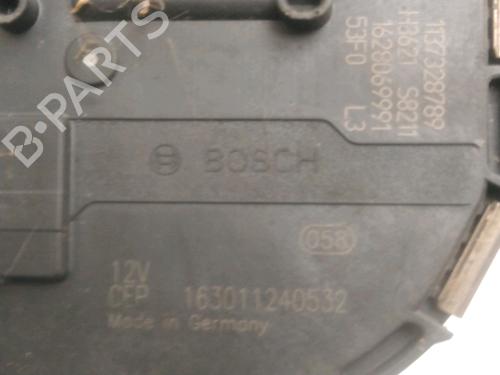 1137328789
H3621 S8211
1628069991 L3
53F0
BOSCH
058
12V
CFP 163011240532
Made in Germany
B-PARTS